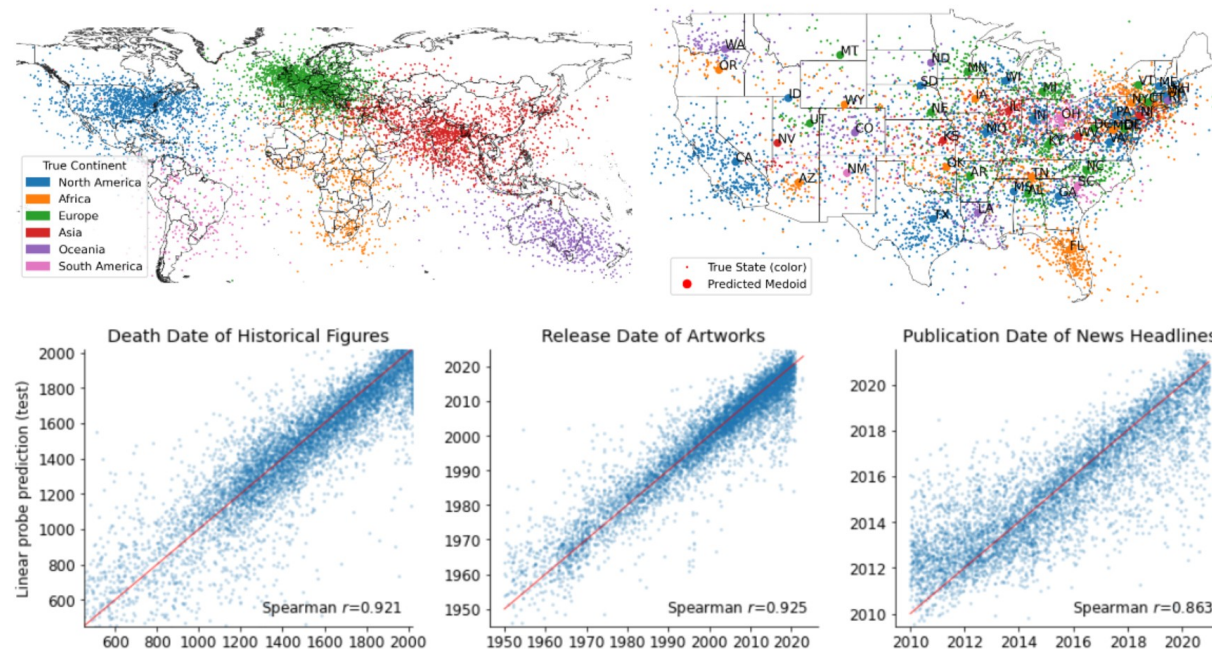 True Continent
North America
Africa
Europe
Asia
Oceania
South America
WA
OR
MT
ND
MN
ID
WY
SD
WI
MI
VT
ME
NY
NV
UT
CO
NE
IA
IL
IN
OH
PA
CA
AZ
NM
KS
MO
KY
OK
AR
TN
NC
SC
TX
LA
MS
AL
GA
FL
True State (color)
Predicted Medoid
Death Date of Historical Figures
Release Date of Artworks
Publication Date of News Headlines
Linear probe prediction (test)
2000
1800
1600
1400
1200
1000
800
600
Spearman r=0.921
600 800 1000 1200 1400 1600 1800 2000
2020
2010
2000
1990
1980
1970
1960
1950
Spearman r=0.925
1950 1960 1970 1980 1990 2000 2010 2020
2020
2018
2016
2014
2012
2010
Spearman r=0.863
2010 2012 2014 2016 2018 2020